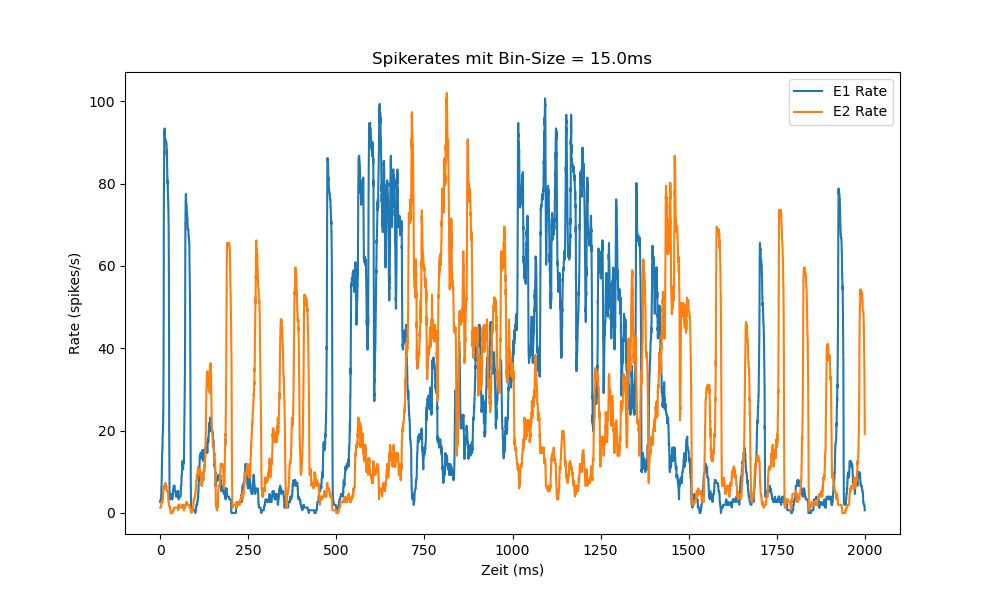 Spikerates mit Bin-Size = 15.0ms
E1 Rate
E2 Rate
100
80
60
40
20
0
Rate (spikes/s)
0 250 500 750 1000 1250 1500 1750 2000
Zeit (ms)